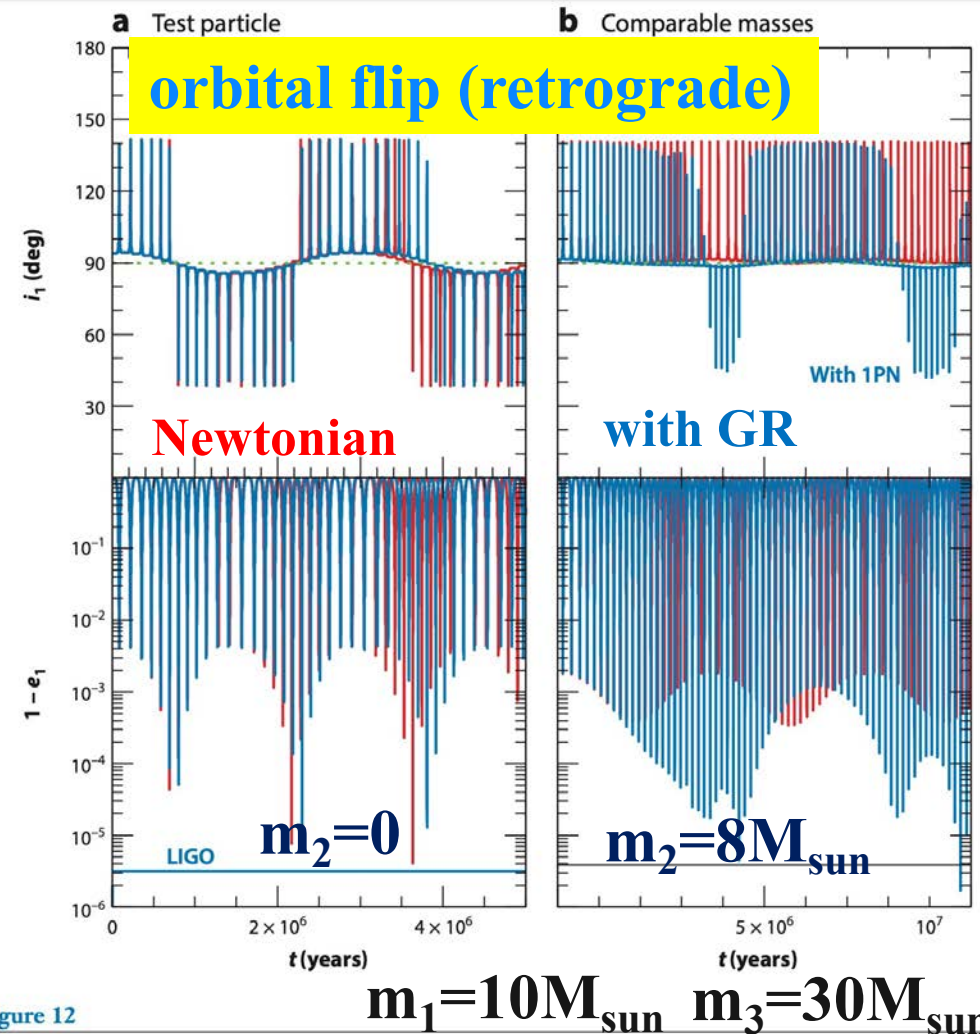 a Test particle
b Comparable masses
orbital flip (retrograde)
180
150
120
90
60
30
i₁ (deg)
With 1PN
Newtonian
with GR
10⁻¹
10⁻²
10⁻³
10⁻⁴
10⁻⁵
10⁻⁶
1 – e₁
LIGO
m₂=0
m₂=8Msun
0
2 × 10⁶
4 × 10⁶
5 × 10⁶
10⁷
t (years)
t (years)
m₁=10Msun m₃=30Msun
gure 12